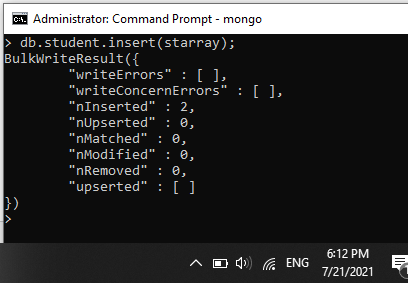 Administrator: Command Prompt - mongo
> db.student.insert(starray);
BulkWriteResult({
        "writeErrors" : [ ],
        "writeConcernErrors" : [ ],
        "nInserted" : 2,
        "nUpserted" : 0,
        "nMatched" : 0,
        "nModified" : 0,
        "nRemoved" : 0,
        "upserted" : [ ]
})
>
ENG
6:12 PM
7/21/2021